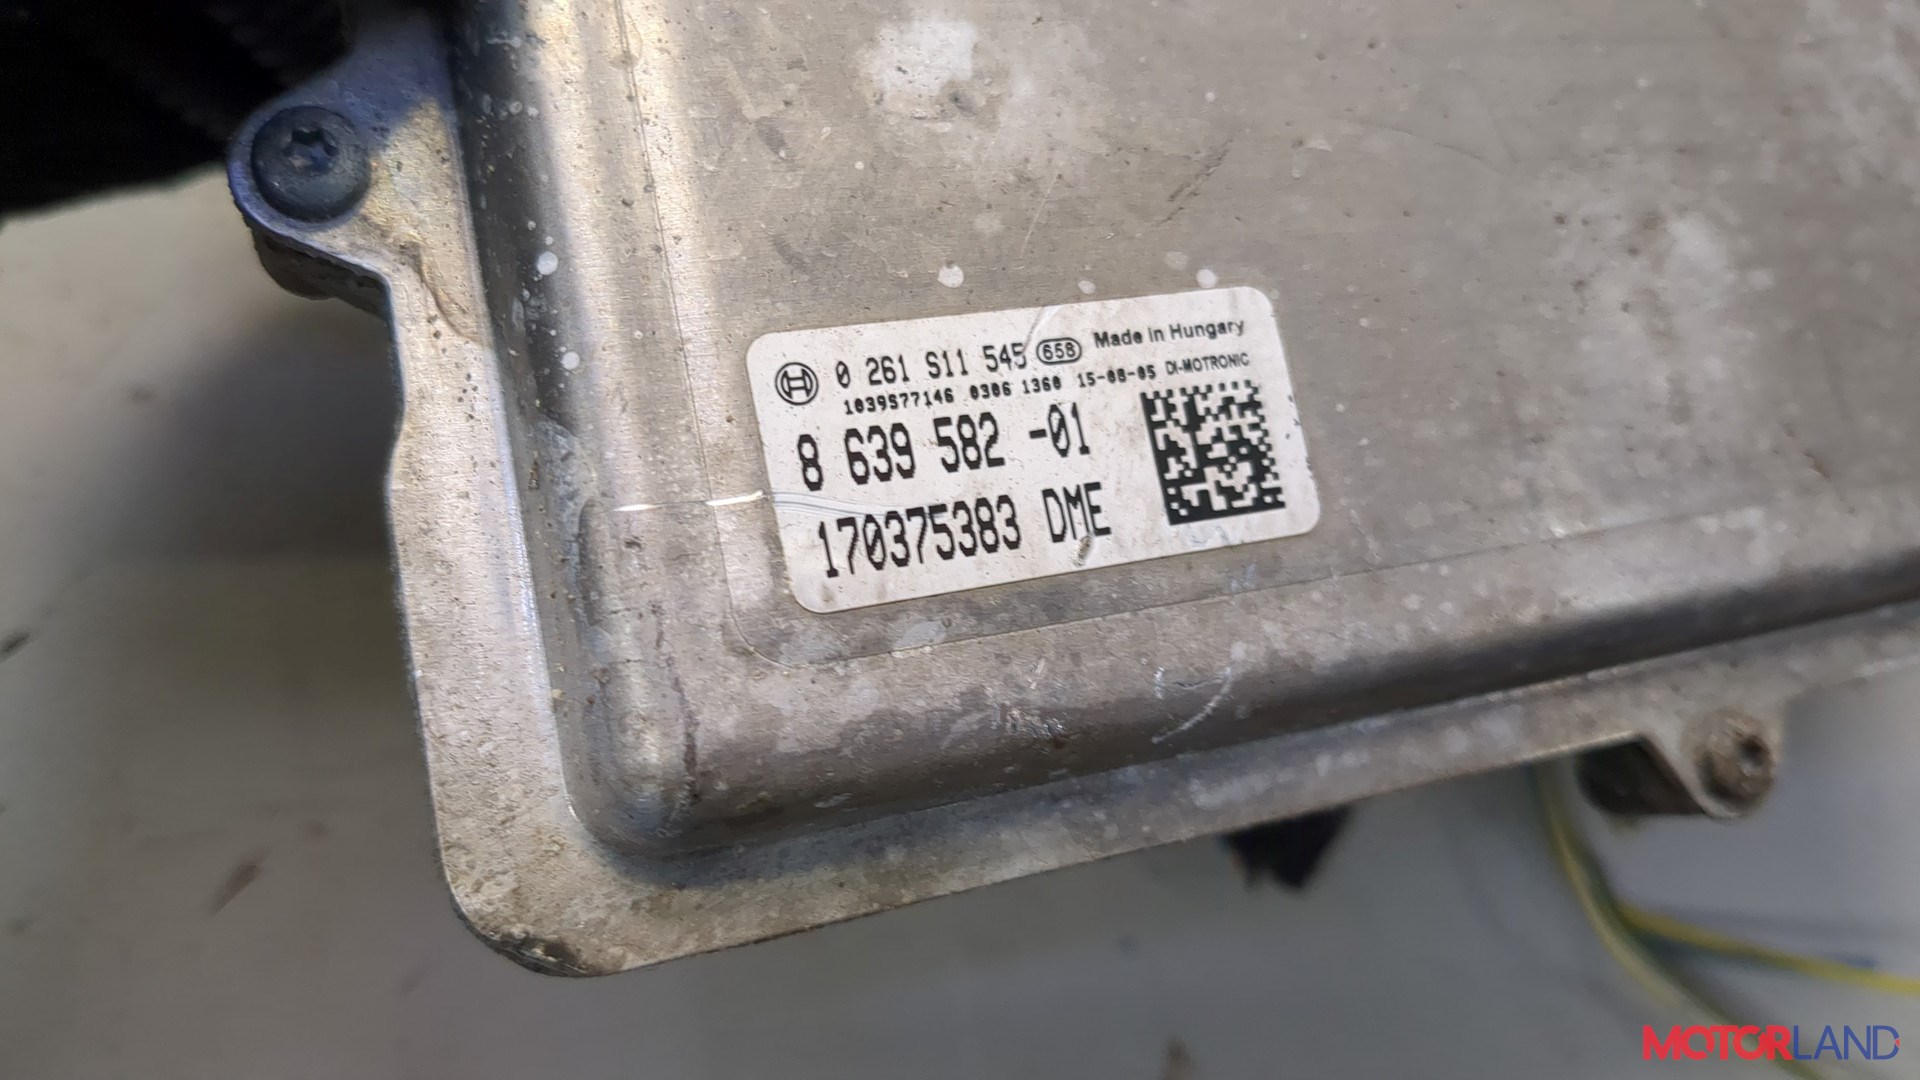 0 261 S11 545 658 Made in Hungary
1039S77146 0306 1360 15-08-05 DI-MOTRONIC
8 639 582 -01
170375383 DME
MOTORLAND